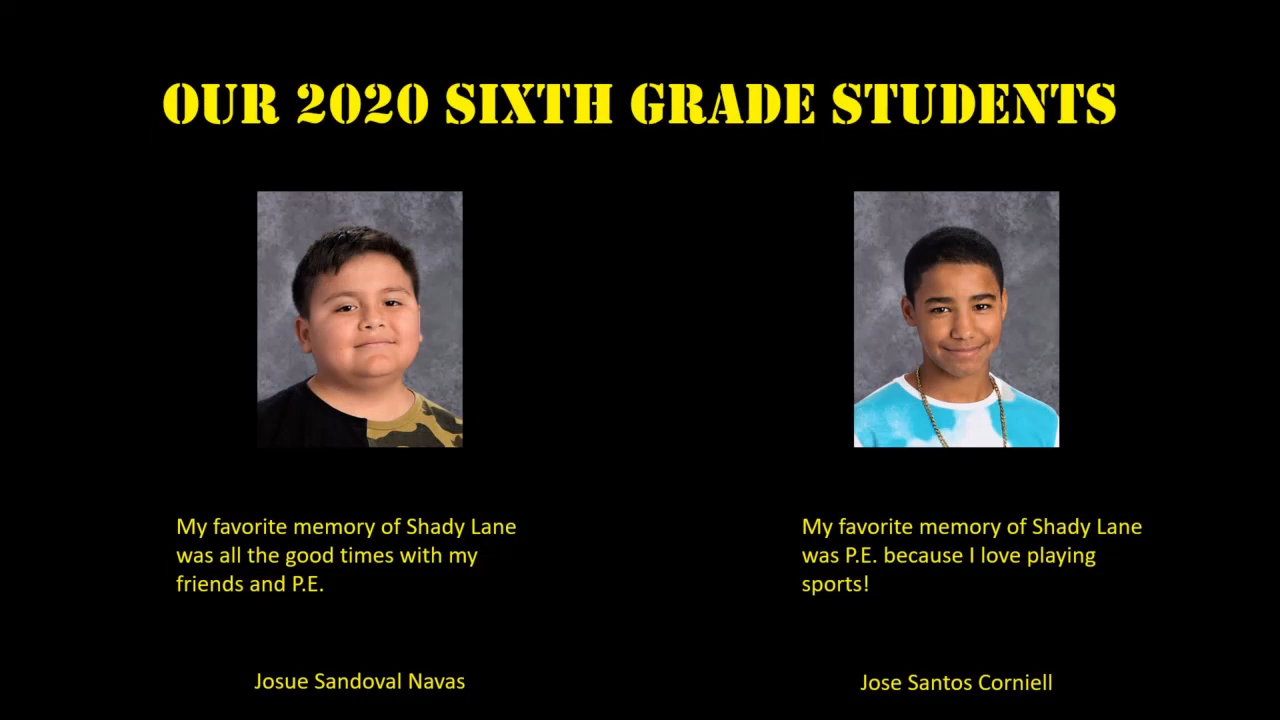 OUR 2020 SIXTH GRADE STUDENTS
My favorite memory of Shady Lane
was all the good times with my
friends and P.E.
Josue Sandoval Navas
My favorite memory of Shady Lane
was P.E. because I love playing
sports!
Jose Santos Corniell